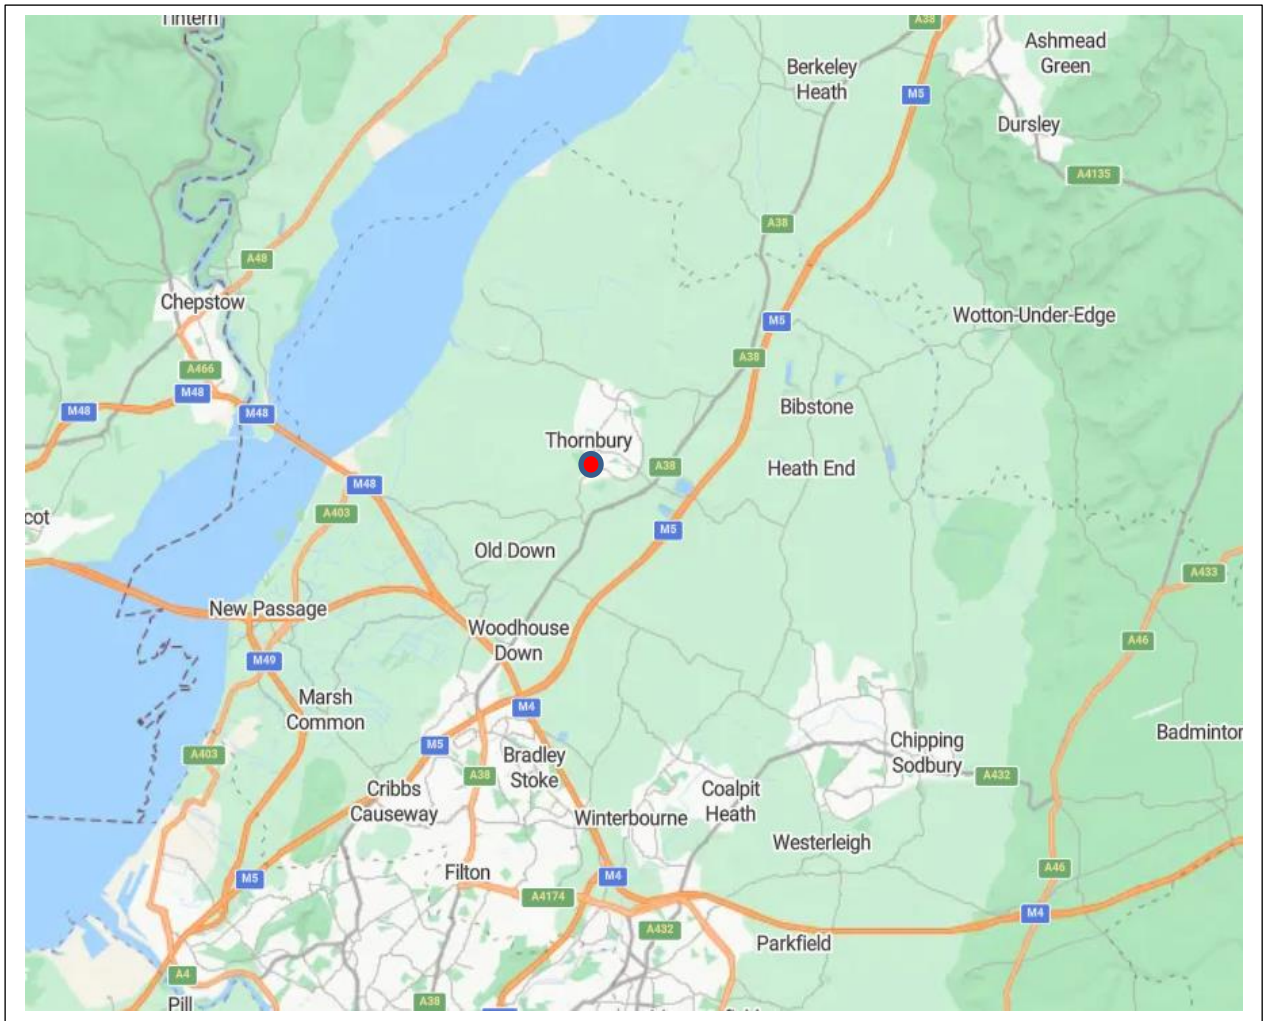 Tintern
A38
Ashmead
Green
Berkeley
Heath
M5
Dursley
A4135
A38
A48
Chepstow
Wotton-Under-Edge
M5
A38
A466
M48
M48
M48
Bibstone
Thornbury
A38
Heath End
M48
A403
cot
M5
Old Down
A433
New Passage
Woodhouse
Down
A46
M49
Marsh
Common
M4
Badminton
A403
M5
Bradley
Stoke
Chipping
Sodbury
A38
A432
Cribbs
Causeway
Coalpit
Heath
Winterbourne
Westerleigh
Filton
M4
A46
M5
A4174
M4
A432
Parkfield
A4
Pill
A38